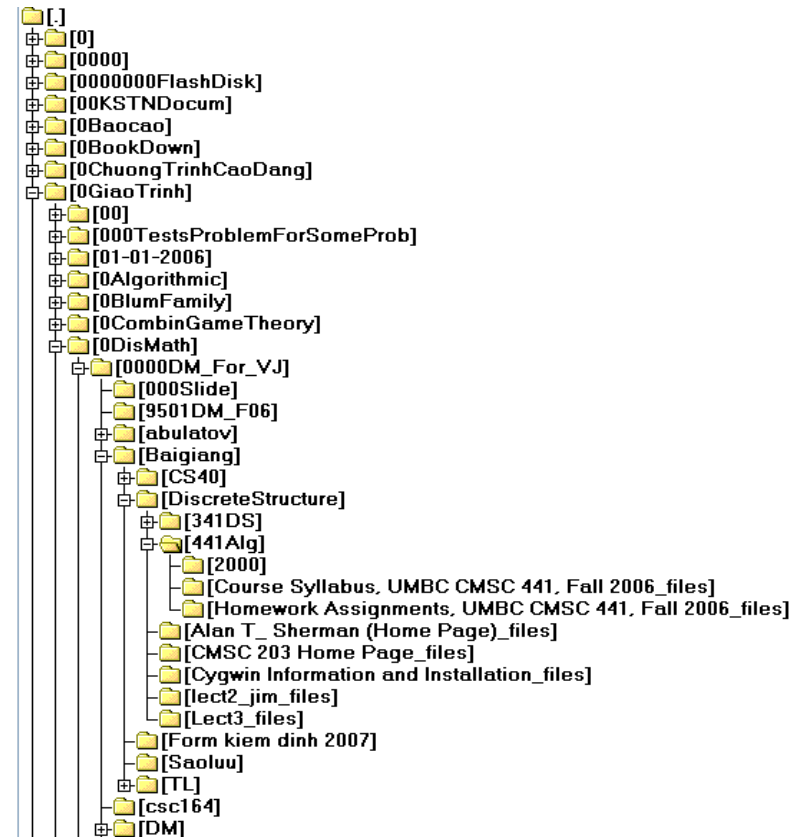 [.]
[0]
[0000]
[0000000FlashDisk]
[00KSTNDocum]
[0Baocao]
[0BookDown]
[0ChuongTrinhCaoDang]
[0GiaoTrinh]
[00]
[000TestsProblemForSomeProb]
[01-01-2006]
[0Algorithmic]
[0BlumFamily]
[0CombinGameTheory]
[0DisMath]
[0000DM_For_VJ]
[000Slide]
[9501DM_F06]
[abulatov]
[Baigiang]
[CS40]
[DiscreteStructure]
[341DS]
[441Alg]
[2000]
[Course Syllabus, UMBC CMSC 441, Fall 2006_files]
[Homework Assignments, UMBC CMSC 441, Fall 2006_files]
[Alan T_ Sherman (Home Page)_files]
[CMSC 203 Home Page_files]
[Cygwin Information and Installation_files]
[lect2_jim_files]
[Lect3_files]
[Form kiem dinh 2007]
[Saoluu]
[TL]
[csc164]
[DM]